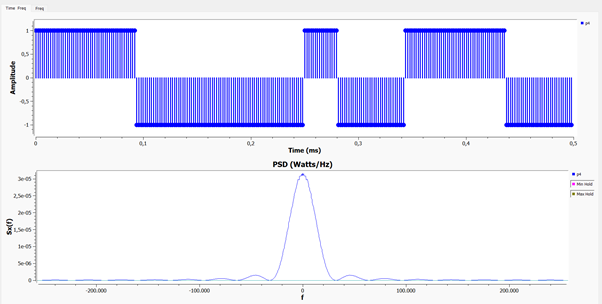 Time Freq Freq
1
0,5
0
-0,5
-1
Amplitude
p4
0 0,1 0,2 0,3 0,4 0,5
Time (ms)
PSD (Watts/Hz)
3e-05
2,5e-05
2e-05
1,5e-05
1e-05
5e-06
0
Sx(f)
p4
Min Hold
Max Hold
-200.000 -100.000 0 100.000 200.000
f